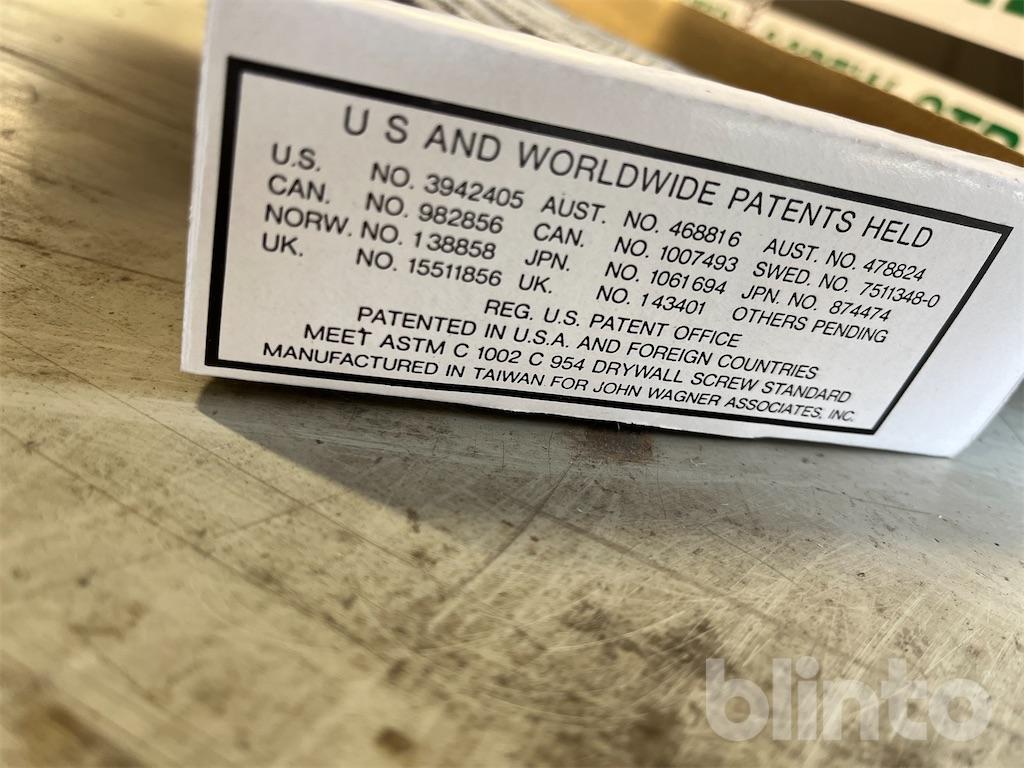 U S AND WORLDWIDE PATENTS HELD
U.S. NO. 3942405 AUST. NO. 468816 AUST. NO. 478824
CAN. NO. 982856 CAN. NO. 1007493 SWED. NO. 7511348-0
NORW. NO. 138858 JPN. NO. 1061694 JPN. NO. 874474
UK. NO. 15511856 UK. NO. 143401 OTHERS PENDING
REG. U.S. PATENT OFFICE
PATENTED IN U.S.A. AND FOREIGN COUNTRIES
MEET ASTM C 1002 C 954 DRYWALL SCREW STANDARD
MANUFACTURED IN TAIWAN FOR JOHN WAGNER ASSOCIATES, INC.
blinto